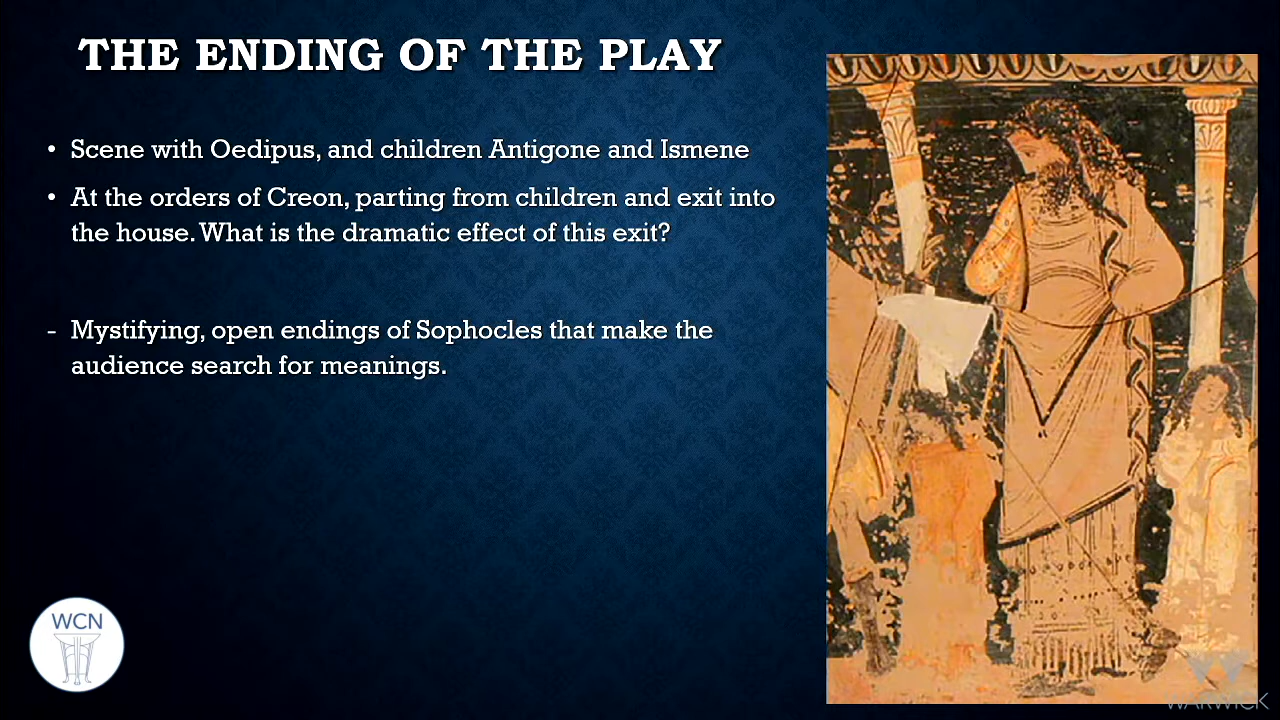 THE ENDING OF THE PLAY
• Scene with Oedipus, and children Antigone and Ismene
• At the orders of Creon, parting from children and exit into
the house. What is the dramatic effect of this exit?
- Mystifying, open endings of Sophocles that make the
audience search for meanings.
WCN
WARWICK